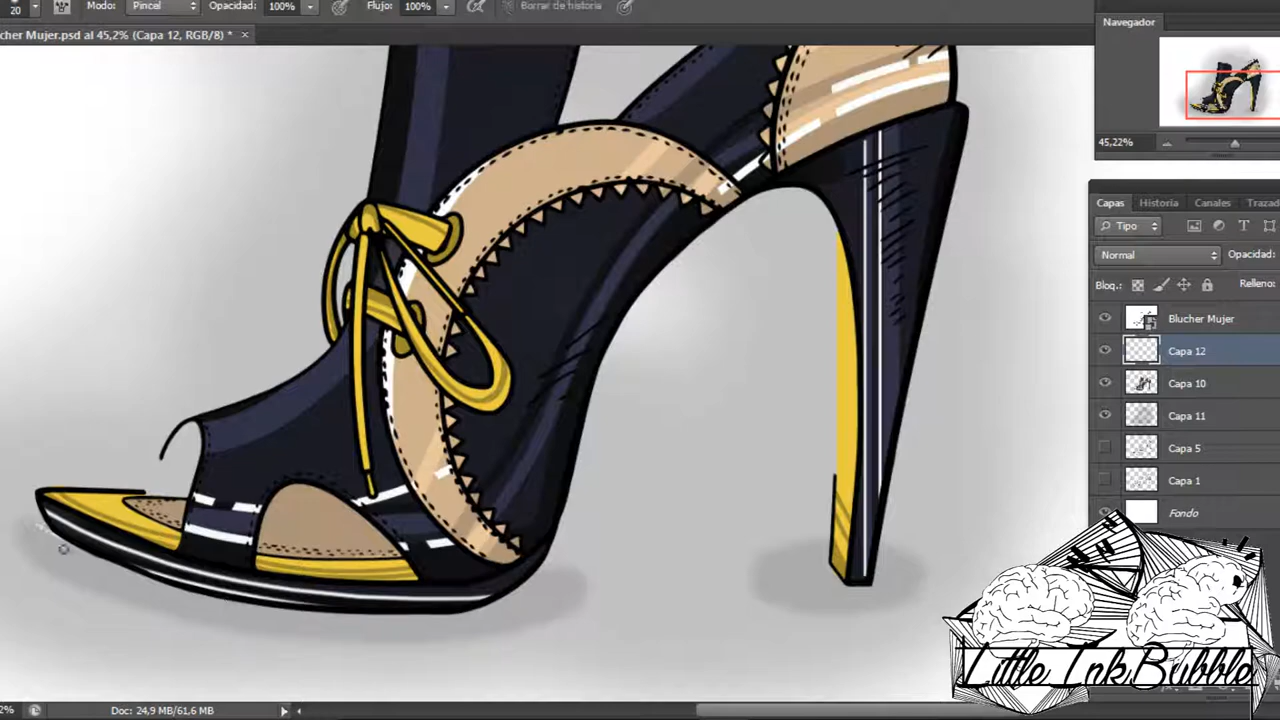 20 Modo: Pincel Opacidad: 100% Flujo: 100% Borrar de historia
cher Mujer.psd al 45,2% (Capa 12, RGB/8) * ×
Navegador
45,22%
Capas Historia Canales Trazad
Tipo T
Normal Opacidad:
Bloq.: Relleno:
Blucher Mujer
Capa 12
Capa 10
Capa 11
Capa 5
Capa 1
Fondo
Little InkBubble
2% Doc: 24,9 MB/61,6 MB